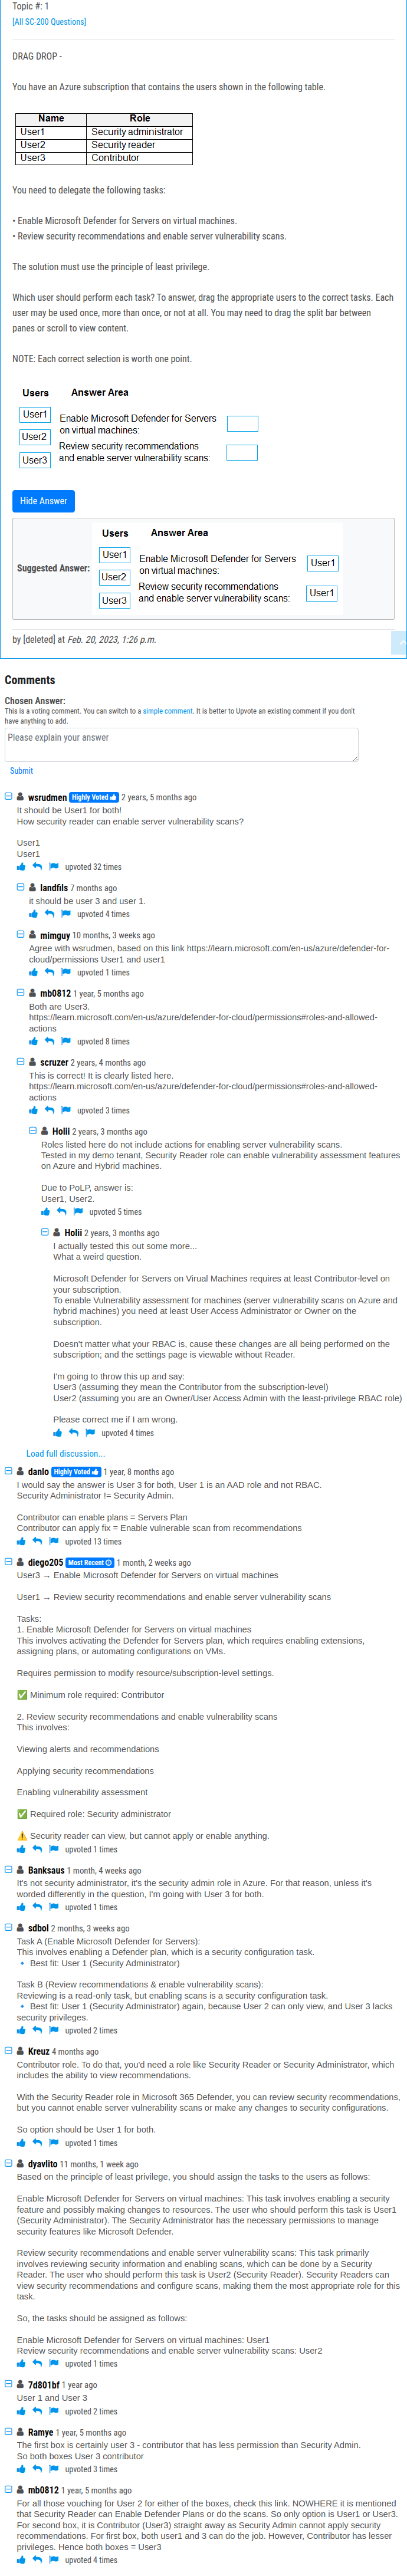 Topic #: 1
[All SC-200 Questions]
DRAG DROP -
You have an Azure subscription that contains the users shown in the following table.
Name Role
User1 Security administrator
User2 Security reader
User3 Contributor
You need to delegate the following tasks:
• Enable Microsoft Defender for Servers on virtual machines.
• Review security recommendations and enable server vulnerability scans.
The solution must use the principle of least privilege.
Which user should perform each task? To answer, drag the appropriate users to the correct tasks. Each
user may be used once, more than once, or not at all. You may need to drag the split bar between
panes or scroll to view content.
NOTE: Each correct selection is worth one point.
Users Answer Area
User1
User2
User3
Enable Microsoft Defender for Servers
on virtual machines:
Review security recommendations
and enable server vulnerability scans:
Hide Answer
Suggested Answer:
Users Answer Area
User1
User2
User3
Enable Microsoft Defender for Servers
on virtual machines:
User1
Review security recommendations
and enable server vulnerability scans:
User1
by [deleted] at Feb. 20, 2023, 1:26 p.m.
Comments
Chosen Answer:
This is a voting comment. You can switch to a simple comment. It is better to Upvote an existing comment if you don't
have anything to add.
Please explain your answer
Submit
wsrudmen Highly Voted 2 years, 5 months ago
It should be User1 for both!
How security reader can enable server vulnerability scans?
User1
User1
upvoted 32 times
landfils 7 months ago
it should be user 3 and user 1.
upvoted 4 times
mimguy 10 months, 3 weeks ago
Agree with wsrudmen, based on this link https://learn.microsoft.com/en-us/azure/defender-for-
cloud/permissions User1 and user1
upvoted 1 times
mb0812 1 year, 5 months ago
Both are User3.
https://learn.microsoft.com/en-us/azure/defender-for-cloud/permissions#roles-and-allowed-
actions
upvoted 8 times
scruzer 2 years, 4 months ago
This is correct! It is clearly listed here.
https://learn.microsoft.com/en-us/azure/defender-for-cloud/permissions#roles-and-allowed-
actions
upvoted 3 times
Holii 2 years, 3 months ago
Roles listed here do not include actions for enabling server vulnerability scans.
Tested in my demo tenant, Security Reader role can enable vulnerability assessment features
on Azure and Hybrid machines.
Due to PoLP, answer is:
User1, User2.
upvoted 5 times
Holii 2 years, 3 months ago
I actually tested this out some more...
What a weird question.
Microsoft Defender for Servers on Virual Machines requires at least Contributor-level on
your subscription.
To enable Vulnerability assessment for machines (server vulnerability scans on Azure and
hybrid machines) you need at least User Access Administrator or Owner on the
subscription.
Doesn't matter what your RBAC is, cause these changes are all being performed on the
subscription; and the settings page is viewable without Reader.
I'm going to throw this up and say:
User3 (assuming they mean the Contributor from the subscription-level)
User2 (assuming you are an Owner/User Access Admin with the least-privilege RBAC role)
Please correct me if I am wrong.
upvoted 4 times
Load full discussion...
danlo Highly Voted 1 year, 8 months ago
I would say the answer is User 3 for both, User 1 is an AAD role and not RBAC.
Security Administrator != Security Admin.
Contributor can enable plans = Servers Plan
Contributor can apply fix = Enable vulnerable scan from recommendations
upvoted 13 times
diego205 Most Recent 1 month, 2 weeks ago
User3 → Enable Microsoft Defender for Servers on virtual machines
User1 → Review security recommendations and enable server vulnerability scans
Tasks:
1. Enable Microsoft Defender for Servers on virtual machines
This involves activating the Defender for Servers plan, which requires enabling extensions,
assigning plans, or automating configurations on VMs.
Requires permission to modify resource/subscription-level settings.
✅ Minimum role required: Contributor
2. Review security recommendations and enable vulnerability scans
This involves:
Viewing alerts and recommendations
Applying security recommendations
Enabling vulnerability assessment
✅ Required role: Security administrator
⚠️ Security reader can view, but cannot apply or enable anything.
upvoted 1 times
Banksaus 1 month, 4 weeks ago
It's not security administrator, it's the security admin role in Azure. For that reason, unless it's
worded differently in the question, I'm going with User 3 for both.
upvoted 1 times
sdbol 2 months, 3 weeks ago
Task A (Enable Microsoft Defender for Servers):
This involves enabling a Defender plan, which is a security configuration task.
🔹 Best fit: User 1 (Security Administrator)
Task B (Review recommendations & enable vulnerability scans):
Reviewing is a read-only task, but enabling scans is a security configuration task.
🔹 Best fit: User 1 (Security Administrator) again, because User 2 can only view, and User 3 lacks
security privileges.
upvoted 2 times
Kreuz 4 months ago
Contributor role. To do that, you'd need a role like Security Reader or Security Administrator, which
includes the ability to view recommendations.
With the Security Reader role in Microsoft 365 Defender, you can review security recommendations,
but you cannot enable server vulnerability scans or make any changes to security configurations.
So option should be User 1 for both.
upvoted 1 times
dyavlito 11 months, 1 week ago
Based on the principle of least privilege, you should assign the tasks to the users as follows:
Enable Microsoft Defender for Servers on virtual machines: This task involves enabling a security
feature and possibly making changes to resources. The user who should perform this task is User1
(Security Administrator). The Security Administrator has the necessary permissions to manage
security features like Microsoft Defender.
Review security recommendations and enable server vulnerability scans: This task primarily
involves reviewing security information and enabling scans, which can be done by a Security
Reader. The user who should perform this task is User2 (Security Reader). Security Readers can
view security recommendations and configure scans, making them the most appropriate role for this
task.
So, the tasks should be assigned as follows:
Enable Microsoft Defender for Servers on virtual machines: User1
Review security recommendations and enable server vulnerability scans: User2
upvoted 1 times
7d801bf 1 year ago
User 1 and User 3
upvoted 2 times
Ramye 1 year, 5 months ago
The first box is certainly user 3 - contributor that has less permission than Security Admin.
So both boxes User 3 contributor
upvoted 3 times
mb0812 1 year, 5 months ago
For all those vouching for User 2 for either of the boxes, check this link. NOWHERE it is mentioned
that Security Reader can Enable Defender Plans or do the scans. So only option is User1 or User3.
For second box, it is Contributor (User3) straight away as Security Admin cannot apply security
recommendations. For first box, both user1 and 3 can do the job. However, Contributor has lesser
privileges. Hence both boxes = User3
upvoted 4 times